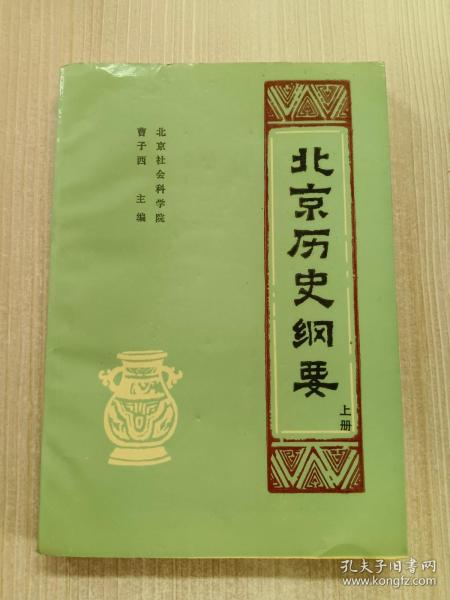 北京历史纲要
上册
北京社会科学院
曹子西 主编
孔夫子旧书网
www.kongfz.com